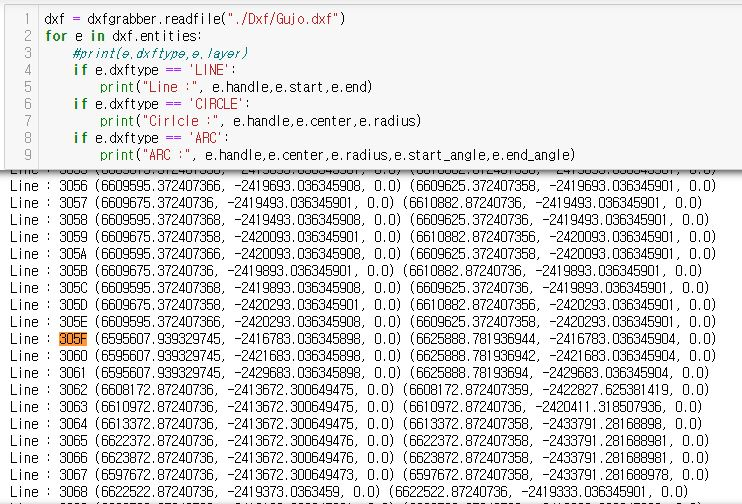 1 dxf = dxfgrabber.readfile("./Dxf/Gujo.dxf")
2 for e in dxf.entities:
3 #print(e.dxftype,e.layer)
4 if e.dxftype == 'LINE':
5 print("Line :", e.handle,e.start,e.end)
6 if e.dxftype == 'CIRCLE':
7 print("Cirlcle :", e.handle,e.center,e.radius)
8 if e.dxftype == 'ARC':
9 print("ARC :", e.handle,e.center,e.radius,e.start_angle,e.end_angle)
Line : 3056 (6609595.372407366, -2419693.036345908, 0.0) (6609625.372407358, -2419693.036345901, 0.0)
Line : 3057 (6609675.37240736, -2419493.036345901, 0.0) (6610882.87240736, -2419493.036345901, 0.0)
Line : 3058 (6609595.372407368, -2419493.036345908, 0.0) (6609625.37240736, -2419493.036345901, 0.0)
Line : 3059 (6609675.372407358, -2420093.036345901, 0.0) (6610882.872407356, -2420093.036345901, 0.0)
Line : 305A (6609595.372407366, -2420093.036345908, 0.0) (6609625.372407358, -2420093.036345901, 0.0)
Line : 305B (6609675.37240736, -2419893.036345901, 0.0) (6610882.87240736, -2419893.036345901, 0.0)
Line : 305C (6609595.372407368, -2419893.036345908, 0.0) (6609625.37240736, -2419893.036345901, 0.0)
Line : 305D (6609675.372407358, -2420293.036345901, 0.0) (6610882.872407356, -2420293.036345901, 0.0)
Line : 305E (6609595.372407366, -2420293.036345908, 0.0) (6609625.372407358, -2420293.036345901, 0.0)
Line : 305F (6595607.939329745, -2416783.036345898, 0.0) (6625888.781936944, -2416783.036345904, 0.0)
Line : 3060 (6595607.939329745, -2421683.036345898, 0.0) (6625888.781936942, -2421683.036345904, 0.0)
Line : 3061 (6595607.939329745, -2429683.036345898, 0.0) (6625888.78193694, -2429683.036345904, 0.0)
Line : 3062 (6608172.87240736, -2413672.300649475, 0.0) (6608172.872407359, -2422827.625381419, 0.0)
Line : 3063 (6610972.87240736, -2413672.300649475, 0.0) (6610972.87240736, -2420411.318507936, 0.0)
Line : 3064 (6613372.87240736, -2413672.300649475, 0.0) (6613372.872407358, -2433791.281168898, 0.0)
Line : 3065 (6622372.87240736, -2413672.300649476, 0.0) (6622372.872407358, -2433791.281168981, 0.0)
Line : 3066 (6623872.87240736, -2413672.300649476, 0.0) (6623872.872407358, -2433791.281168991, 0.0)
Line : 3067 (6597672.87240736, -2413672.300649473, 0.0) (6597672.872407358, -2433791.281168978, 0.0)
Line : 3068 (6622522.87240736, -2419373.0363459, 0.0) (6622522.87240736, -2419333.036345901, 0.0)